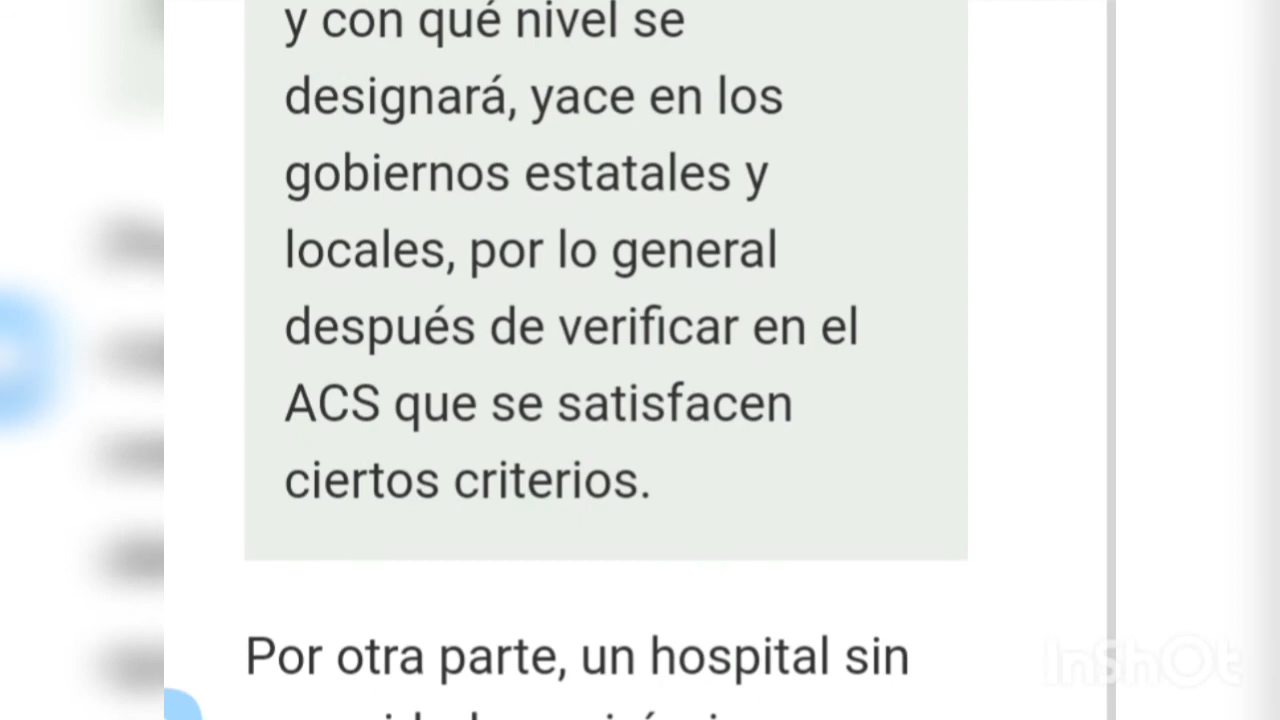 y con qué nivel se
designará, yace en los
gobiernos estatales y
locales, por lo general
después de verificar en el
ACS que se satisfacen
ciertos criterios.
Por otra parte, un hospital sin
InShOt